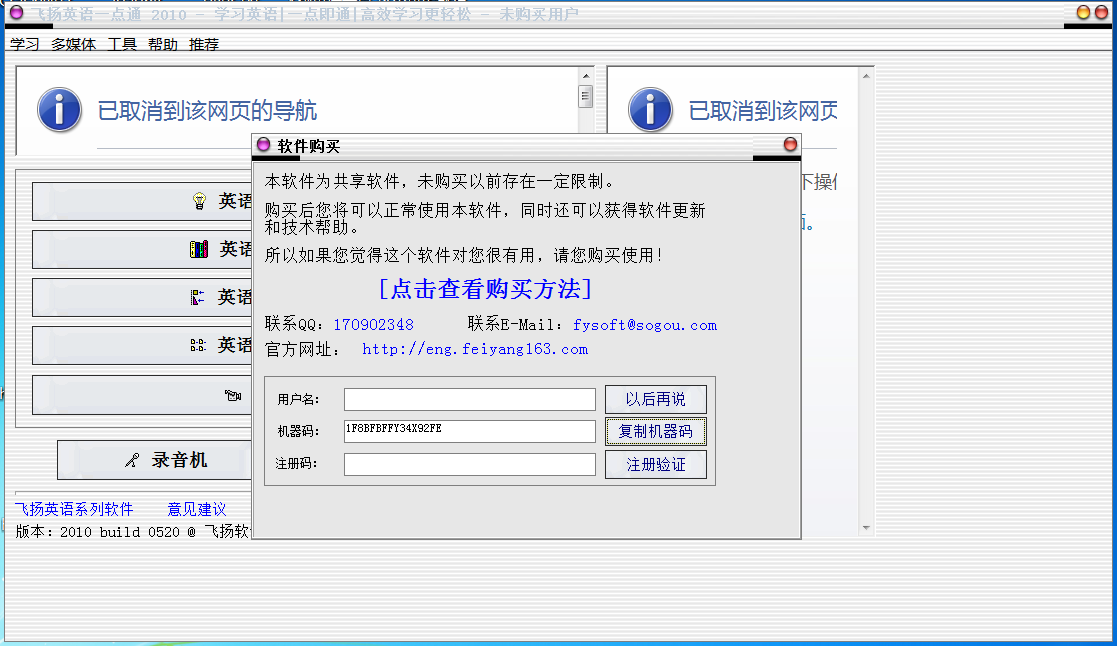 飞扬英语一点通 2010 - 学习英语|一点即通|高效学习更轻松 - 未购买用户
学习 多媒体 工具 帮助 推荐
已取消到该网页的导航
已取消到该网页
软件购买
本软件为共享软件，未购买以前存在一定限制。
下操作
购买后您将可以正常使用本软件，同时还可以获得软件更新
和技术帮助。
面。
所以如果您觉得这个软件对您很有用，请您购买使用！
[点击查看购买方法]
联系QQ：170902348 联系E-Mail：fysoft@sogou.com
官方网址： http://eng.feiyang163.com
英语
英语
英语
英语
用户名： 以后再说
机器码： 1F8BFBFFY34X92FE 复制机器码
注册码： 注册验证
录音机
飞扬英语系列软件 意见建议
版本：2010 build 0520 @ 飞扬软